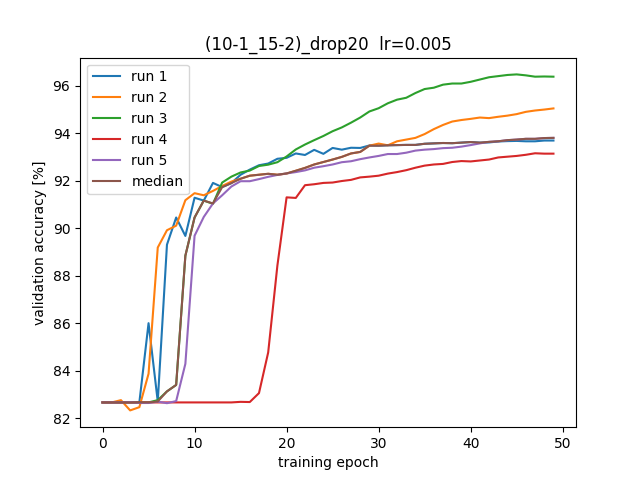 (10-1_15-2)_drop20  lr=0.005
run 1
run 2
run 3
run 4
run 5
median
validation accuracy [%]
96
94
92
90
88
86
84
82
0 10 20 30 40 50
training epoch